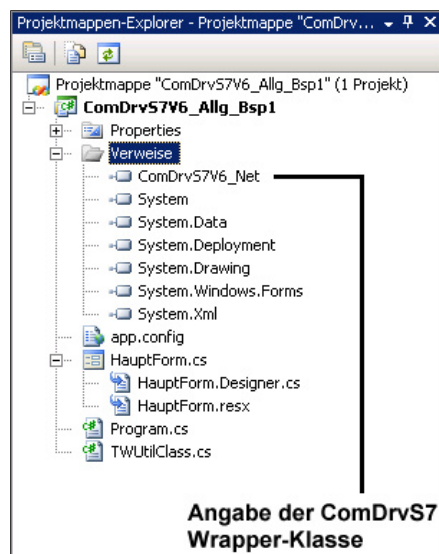 Projektmappen-Explorer - Projektmappe "ComDrv...
Projektmappe "ComDrvS7V6_Allg_Bsp1" (1 Projekt)
ComDrvS7V6_Allg_Bsp1
Properties
Verweise
ComDrvS7V6_Net
System
System.Data
System.Deployment
System.Drawing
System.Windows.Forms
System.Xml
app.config
HauptForm.cs
HauptForm.Designer.cs
HauptForm.resx
Program.cs
TWUtilClass.cs
Angabe der ComDrvS7
Wrapper-Klasse